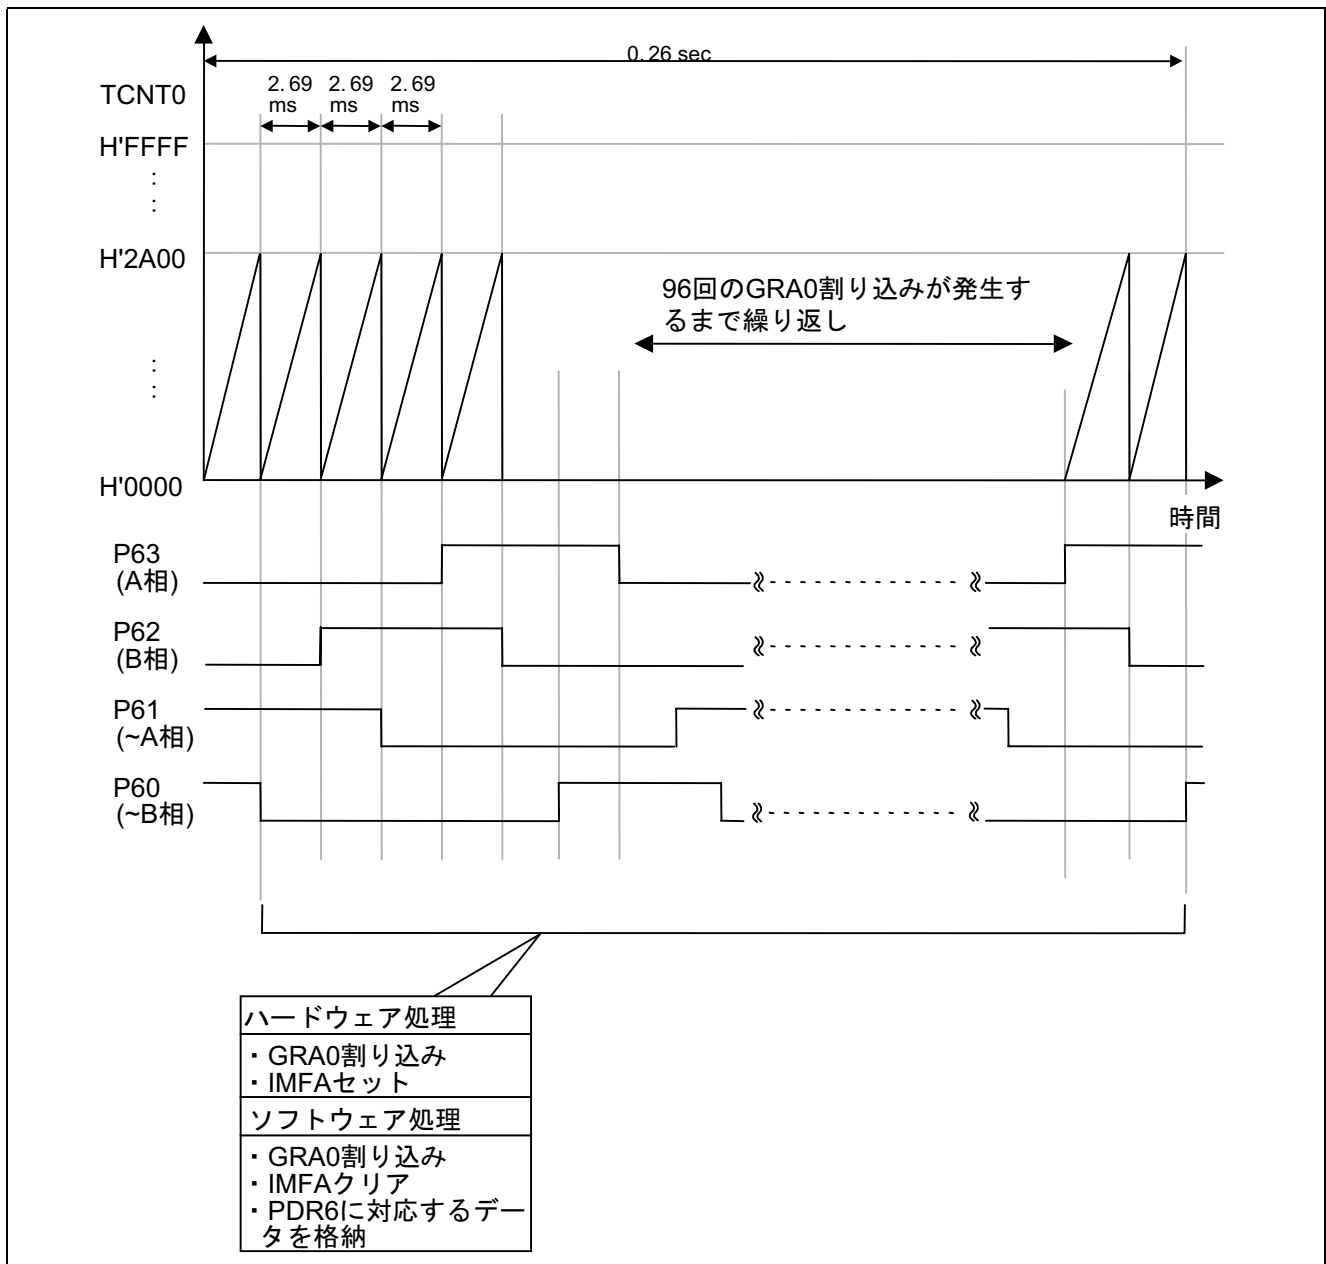 0.26 sec
2.69 ms
2.69 ms
2.69 ms
TCNT0
H'FFFF
H'2A00
96回のGRA0割り込みが発生す
るまで繰り返し
H'0000
時間
P63
(A相)
P62
(B相)
P61
(~A相)
P60
(~B相)
ハードウェア処理
・GRA0割り込み
・IMFAセット
ソフトウェア処理
・GRA0割り込み
・IMFAクリア
・PDR6に対応するデー
タを格納